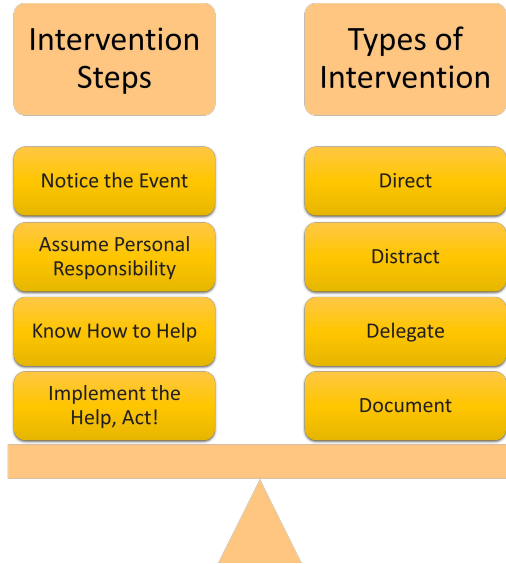 Intervention
Steps
Notice the Event
Assume Personal
Responsibility
Know How to Help
Implement the
Help, Act!
Types of
Intervention
Direct
Distract
Delegate
Document